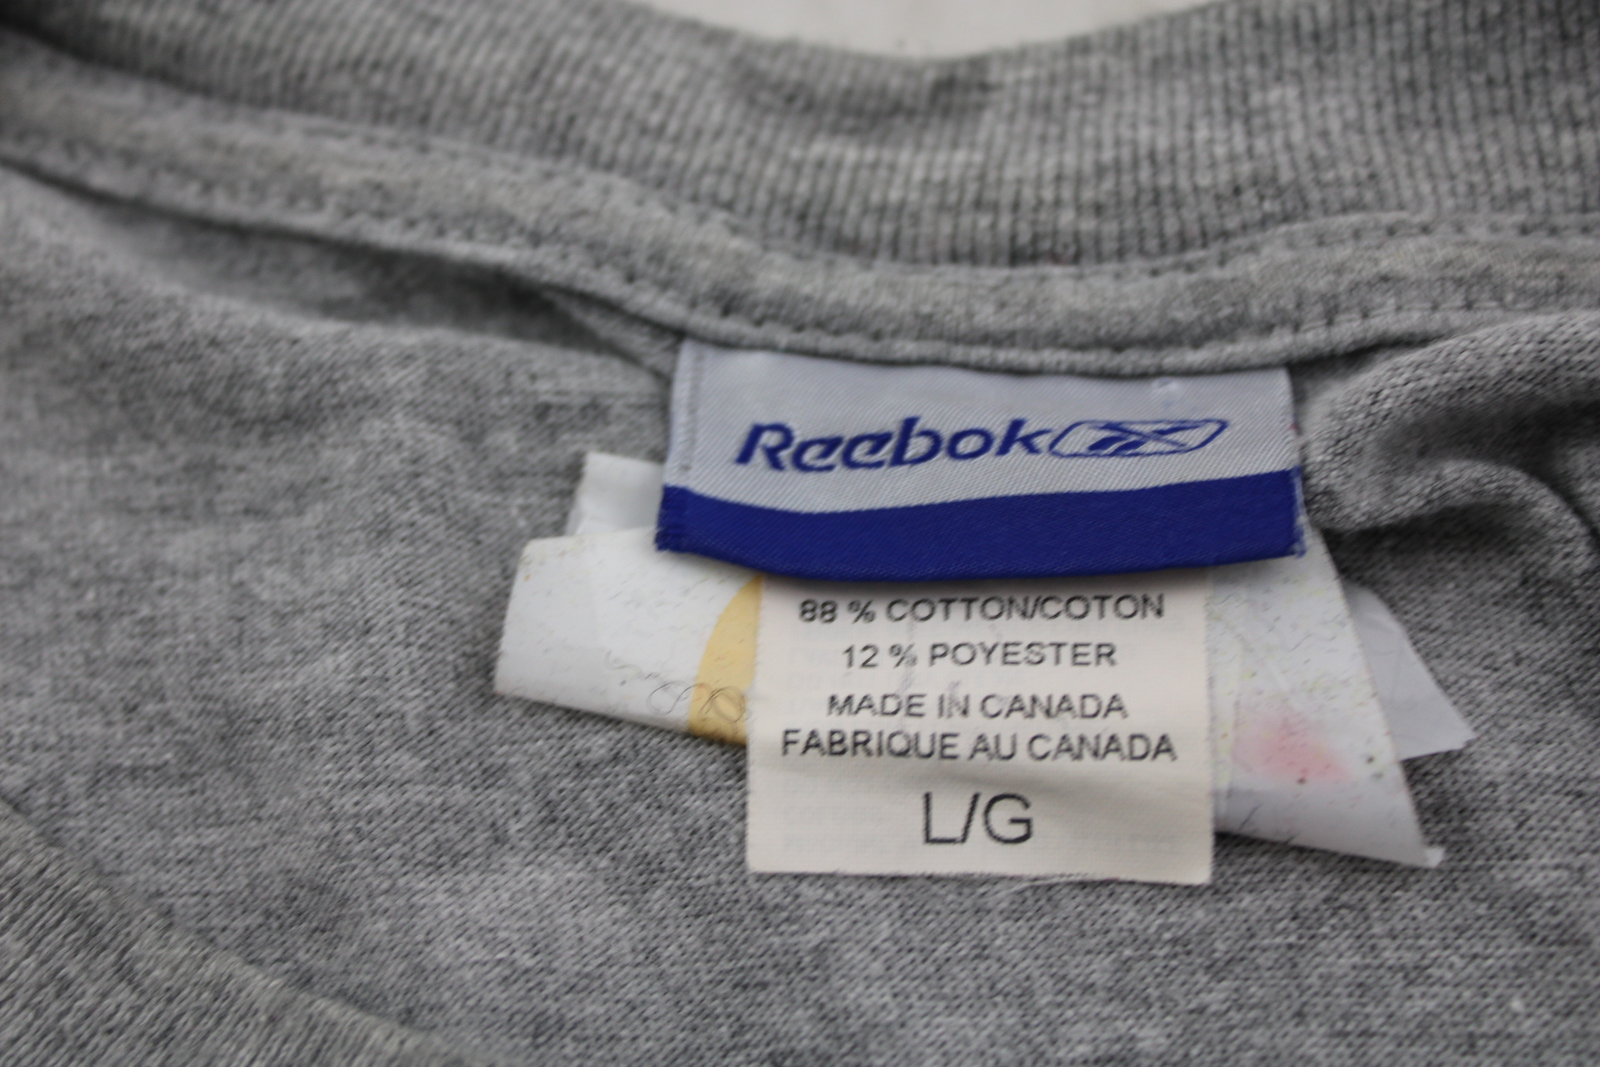 Reebok
88 % COTTON/COTON
12 % POYESTER
MADE IN CANADA
FABRIQUE AU CANADA
L/G